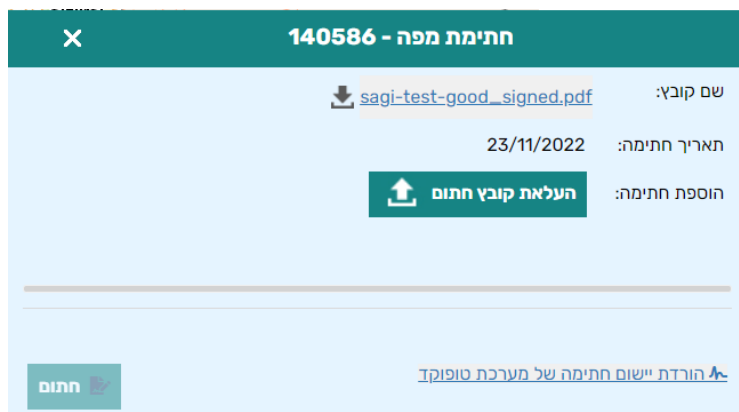 חתימת מפה - 140586
שם קובץ: sagi-test-good_signed.pdf
תאריך חתימה: 23/11/2022
הוספת חתימה: העלאת קובץ חתום
הורדת יישום חתימה של מערכת טופוקד
חתום